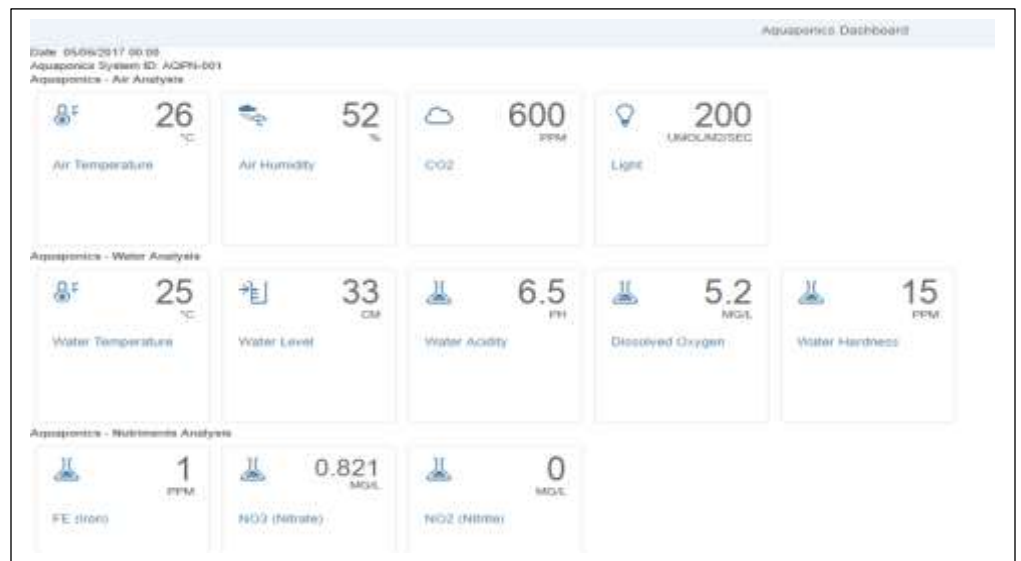 Aquaponics Dashboard
Date: 05/06/2017 00:00
Aquaponics System ID: AQPN-001
Aquaponics - Air Analysis
26 °C
Air Temperature
52 %
Air Humidity
600 PPM
CO2
200 UMOL/M2/SEC
Light
Aquaponics - Water Analysis
25 °C
Water Temperature
33 CM
Water Level
6.5 PH
Water Acidity
5.2 MG/L
Dissolved Oxygen
15 PPM
Water Hardness
Aquaponics - Nutriments Analysis
1 PPM
FE (Iron)
0.821 MG/L
NO3 (Nitrate)
0 MG/L
NO2 (Nitrite)